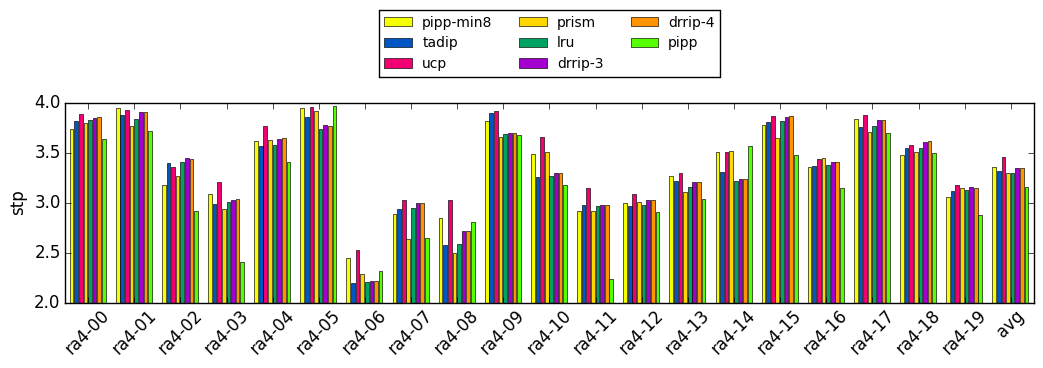 pipp-min8 prism drrip-4
tadip lru pipp
ucp drrip-3
4.0
3.5
3.0
2.5
2.0
stp
ra4-00 ra4-01 ra4-02 ra4-03 ra4-04 ra4-05 ra4-06 ra4-07 ra4-08 ra4-09 ra4-10 ra4-11 ra4-12 ra4-13 ra4-14 ra4-15 ra4-16 ra4-17 ra4-18 ra4-19 avg